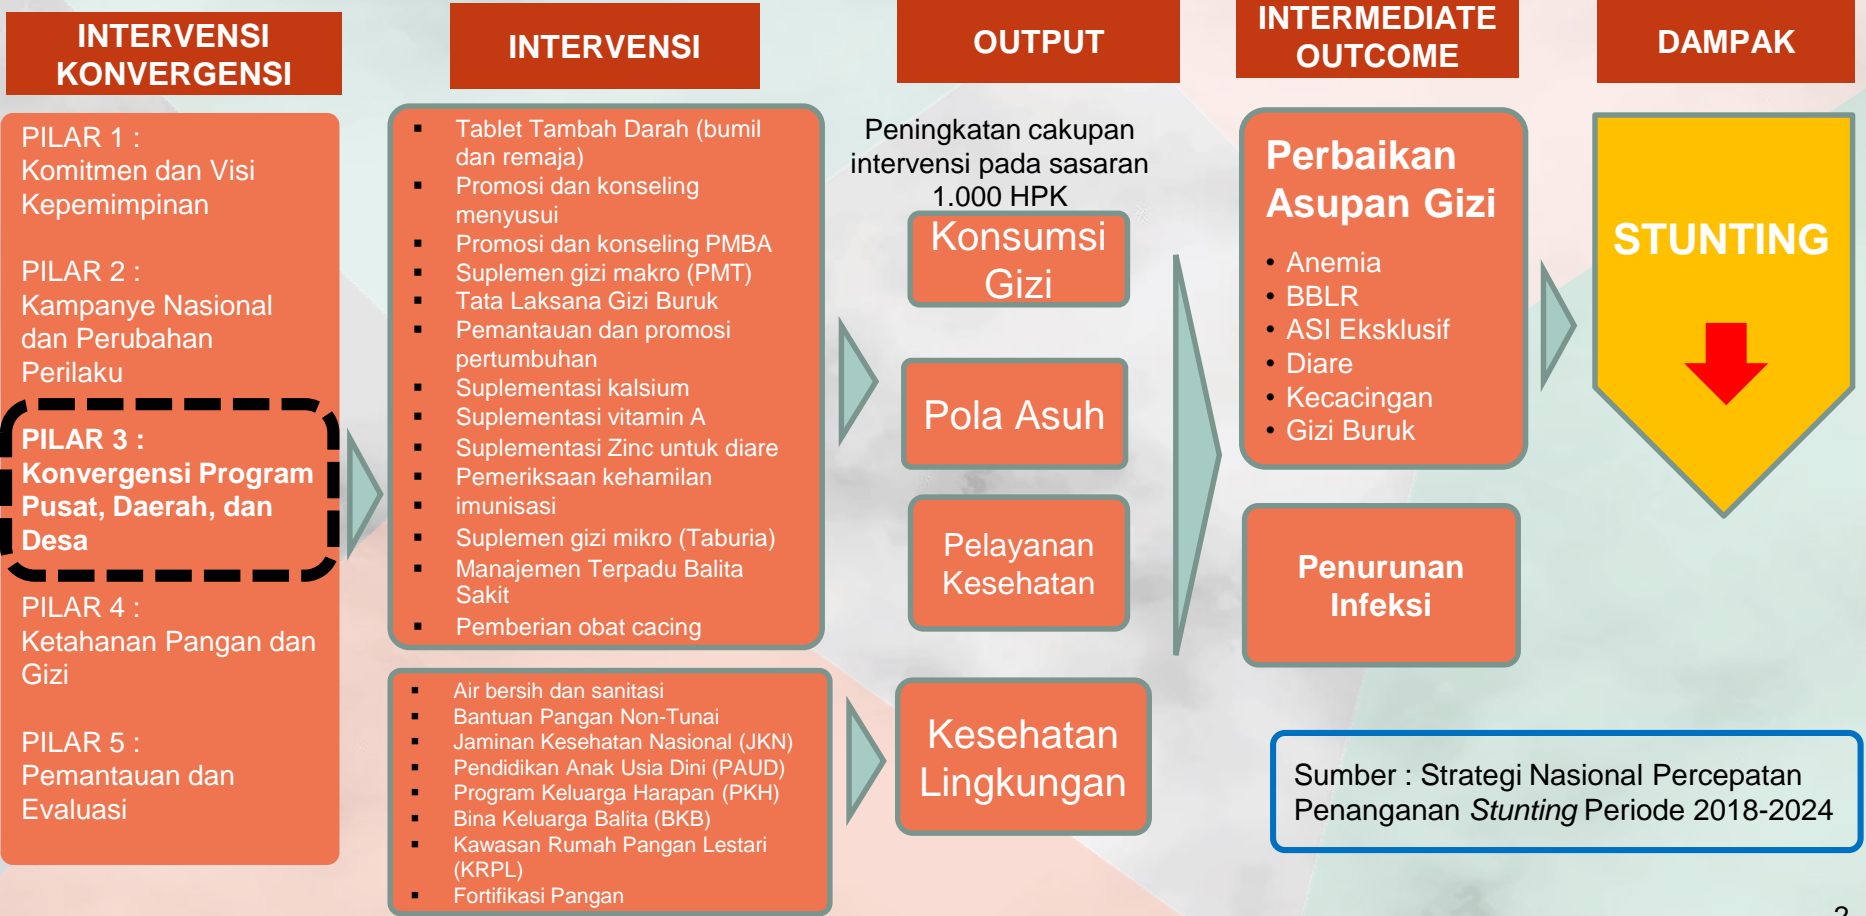 INTERVENSI
KONVERGENSI
INTERVENSI
OUTPUT
INTERMEDIATE
OUTCOME
DAMPAK
PILAR 1 :
Komitmen dan Visi
Kepemimpinan
PILAR 2 :
Kampanye Nasional
dan Perubahan
Perilaku
PILAR 3 :
Konvergensi Program
Pusat, Daerah, dan
Desa
PILAR 4 :
Ketahanan Pangan dan
Gizi
PILAR 5 :
Pemantauan dan
Evaluasi
▪ Tablet Tambah Darah (bumil
dan remaja)
▪ Promosi dan konseling
menyusui
▪ Promosi dan konseling PMBA
▪ Suplemen gizi makro (PMT)
▪ Tata Laksana Gizi Buruk
▪ Pemantauan dan promosi
pertumbuhan
▪ Suplementasi kalsium
▪ Suplementasi vitamin A
▪ Suplementasi Zinc untuk diare
▪ Pemeriksaan kehamilan
▪ imunisasi
▪ Suplemen gizi mikro (Taburia)
▪ Manajemen Terpadu Balita
Sakit
▪ Pemberian obat cacing
▪ Air bersih dan sanitasi
▪ Bantuan Pangan Non-Tunai
▪ Jaminan Kesehatan Nasional (JKN)
▪ Pendidikan Anak Usia Dini (PAUD)
▪ Program Keluarga Harapan (PKH)
▪ Bina Keluarga Balita (BKB)
▪ Kawasan Rumah Pangan Lestari
(KRPL)
▪ Fortifikasi Pangan
Peningkatan cakupan
intervensi pada sasaran
1.000 HPK
Konsumsi
Gizi
Pola Asuh
Pelayanan
Kesehatan
Kesehatan
Lingkungan
Perbaikan
Asupan Gizi
• Anemia
• BBLR
• ASI Eksklusif
• Diare
• Kecacingan
• Gizi Buruk
Penurunan
Infeksi
STUNTING
Sumber : Strategi Nasional Percepatan
Penanganan Stunting Periode 2018-2024
2